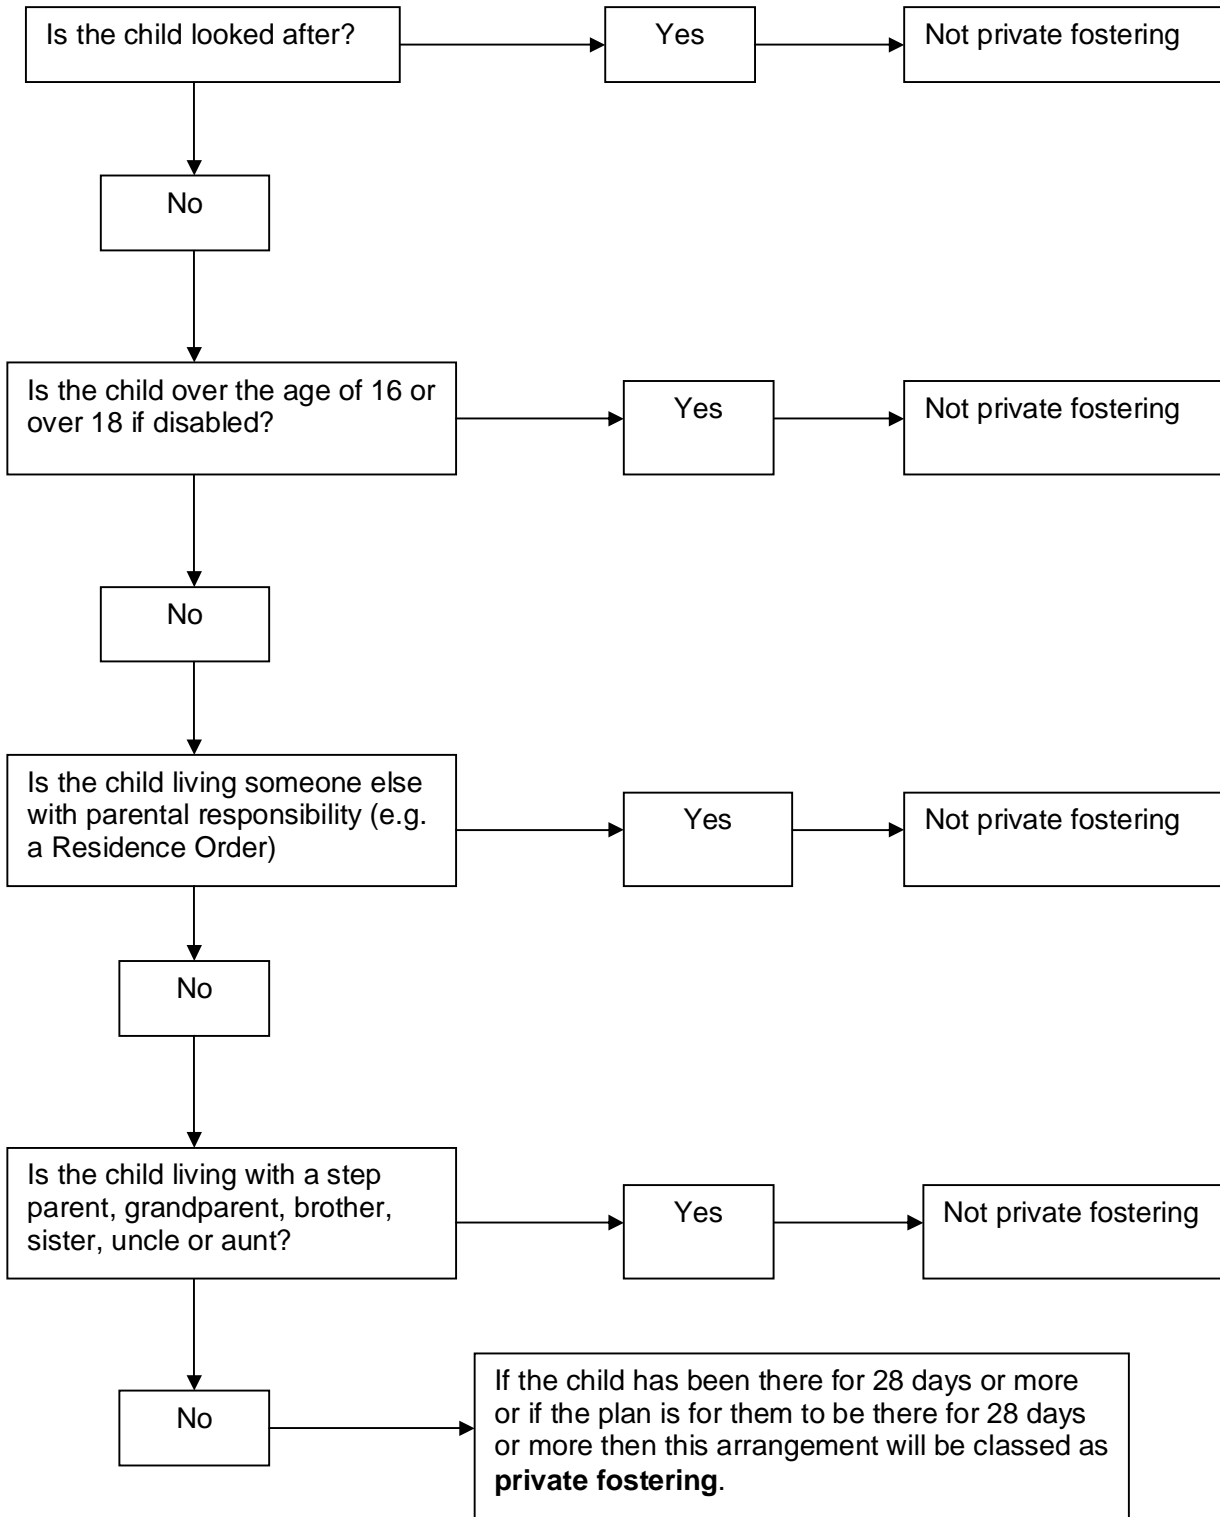 Is the child looked after?
Yes
Not private fostering
No
Is the child over the age of 16 or
over 18 if disabled?
Yes
Not private fostering
No
Is the child living someone else
with parental responsibility (e.g.
a Residence Order)
Yes
Not private fostering
No
Is the child living with a step
parent, grandparent, brother,
sister, uncle or aunt?
Yes
Not private fostering
No
If the child has been there for 28 days or more
or if the plan is for them to be there for 28 days
or more then this arrangement will be classed as
private fostering.